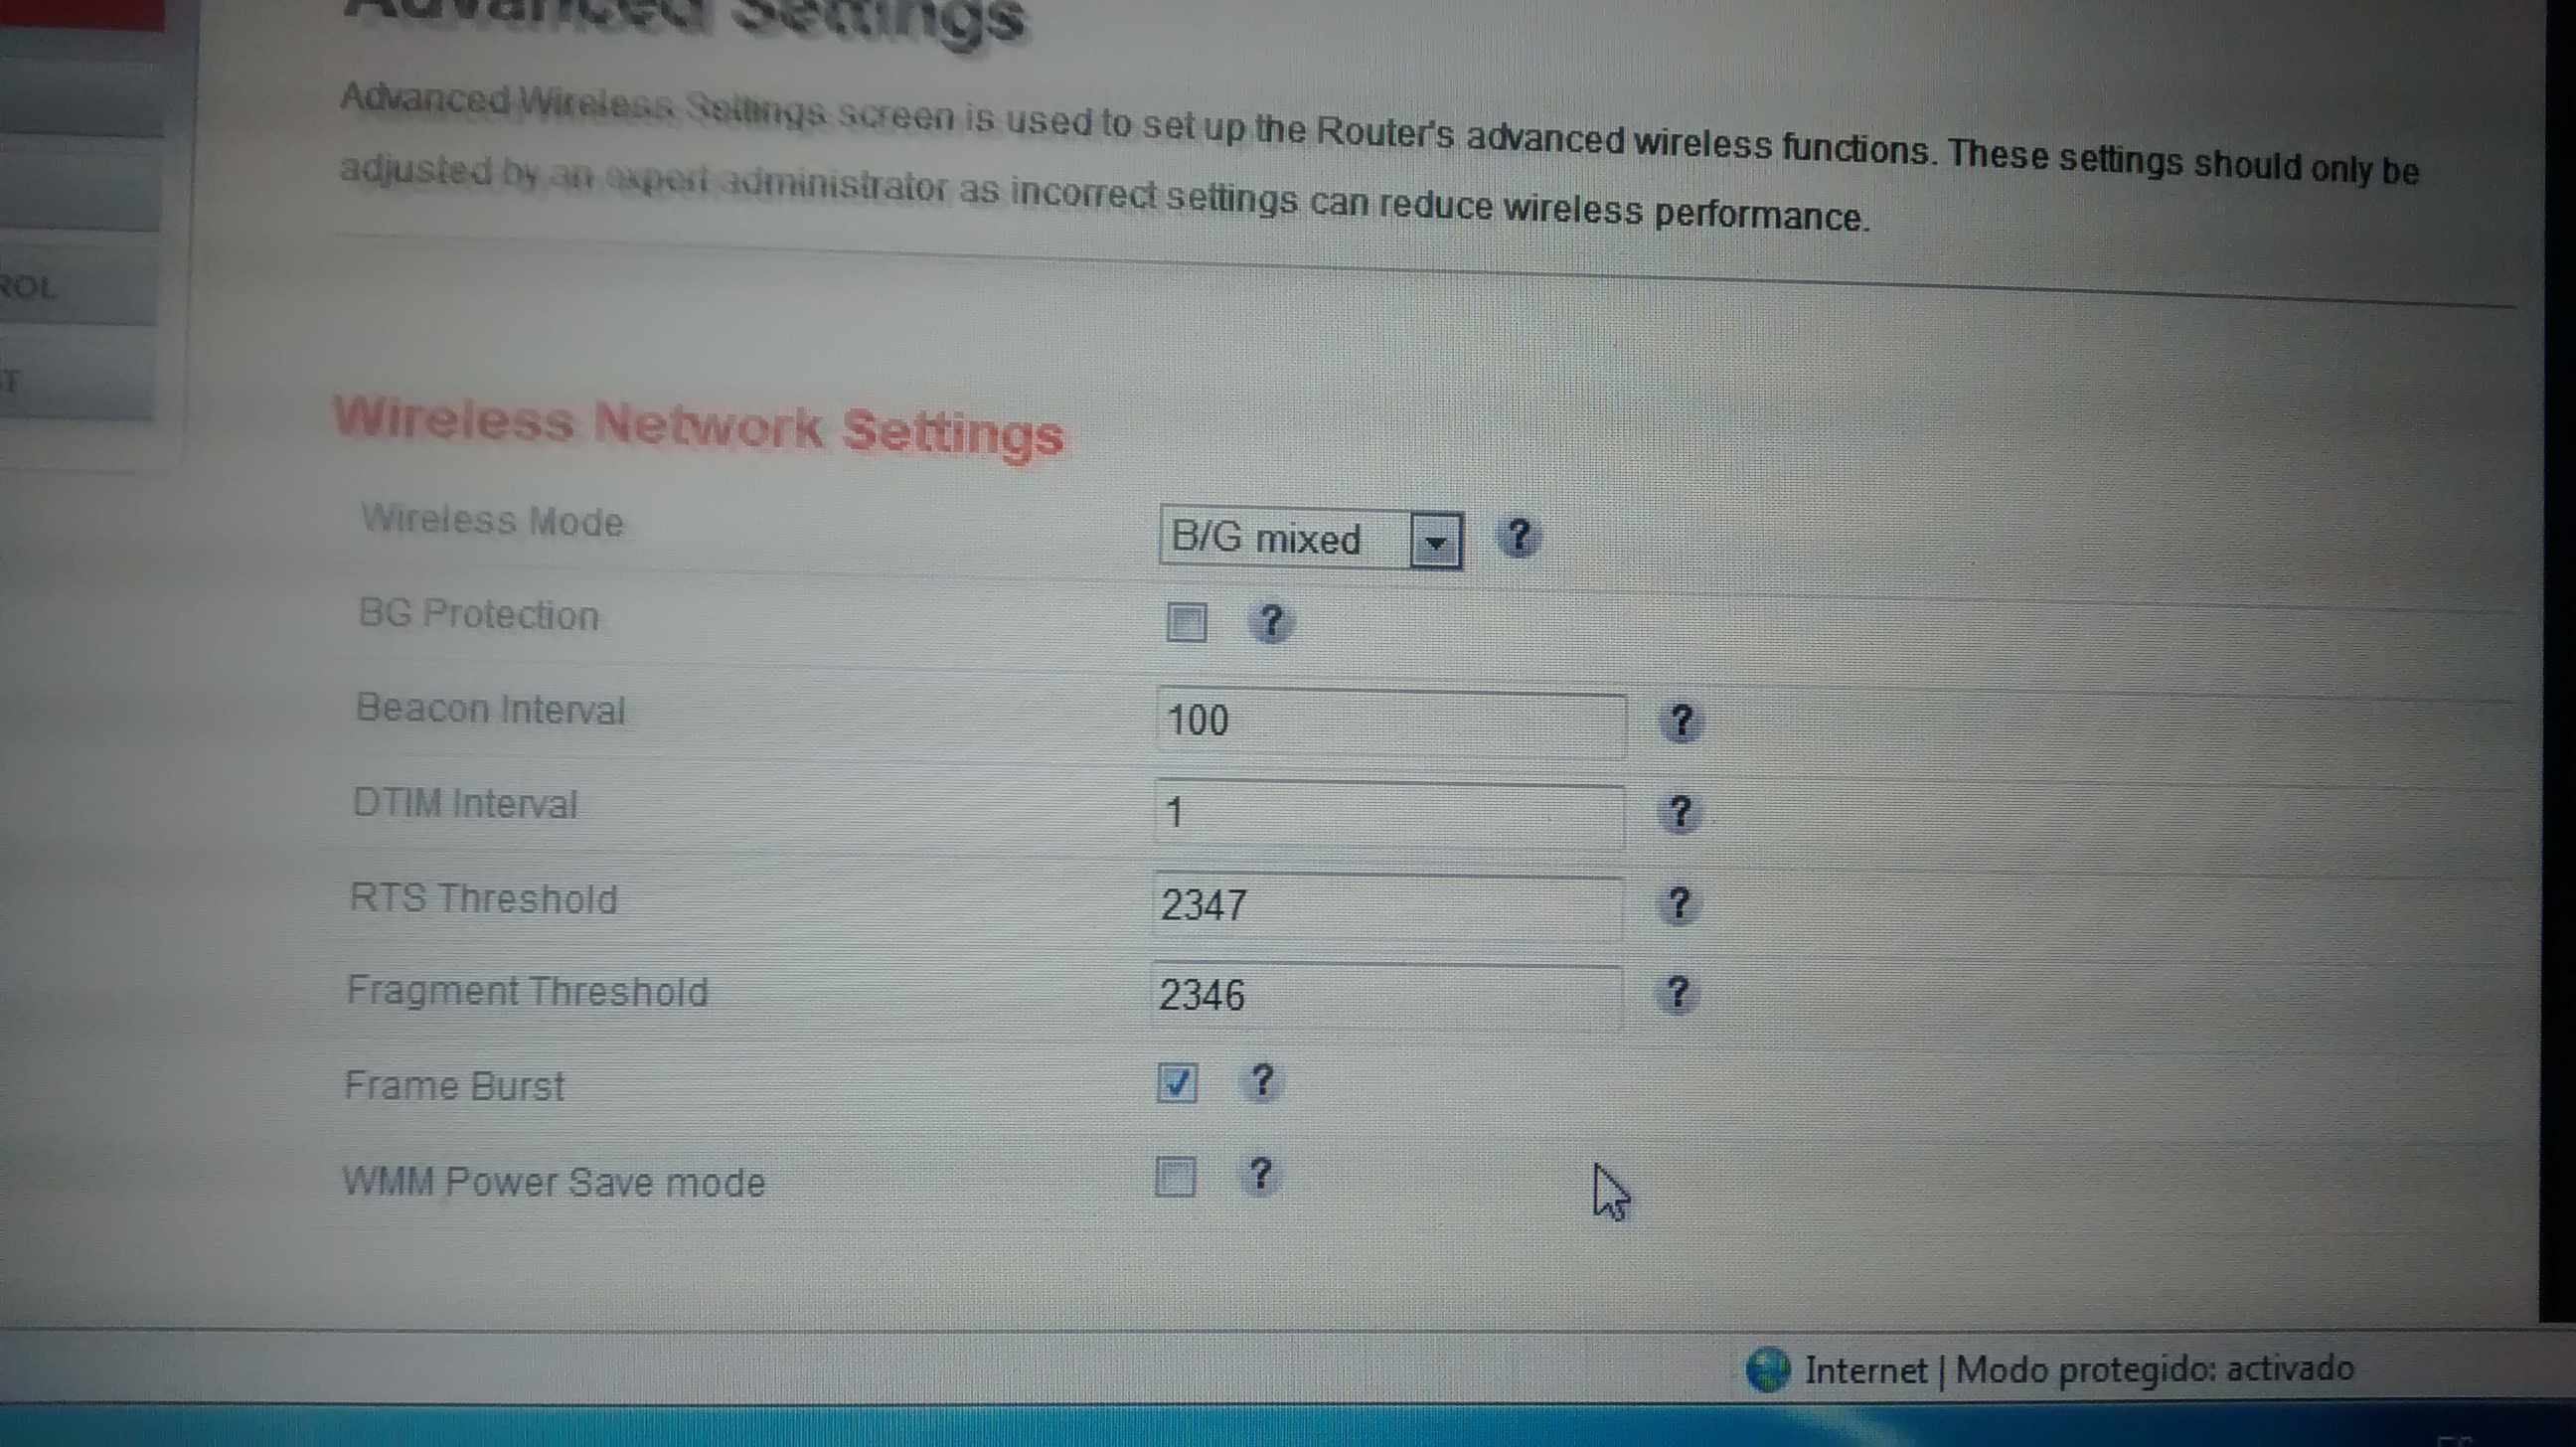 Advanced Settings
Advanced Wireless Settings screen is used to set up the Router's advanced wireless functions. These settings should only be
adjusted by an expert administrator as incorrect settings can reduce wireless performance.
ROL
T
Wireless Network Settings
Wireless Mode B/G mixed ?
BG Protection ?
Beacon Interval 100 ?
DTIM Interval 1 ?
RTS Threshold 2347 ?
Fragment Threshold 2346 ?
Frame Burst ?
WMM Power Save mode ?
Internet | Modo protegido: activado